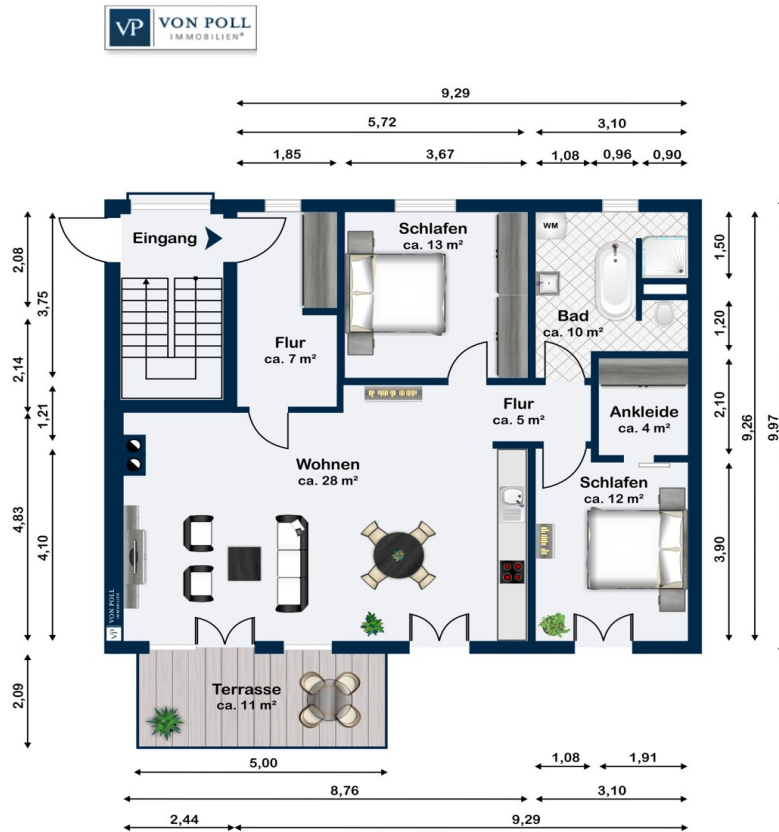 VP VON POLL
IMMOBILIEN®
9,29
5,72
3,10
1,85
3,67
1,08
0,96
0,90
Eingang
Schlafen
ca. 13 m²
WM
2,08
3,75
1,50
Bad
ca. 10 m²
1,20
Flur
ca. 7 m²
2,14
1,21
Flur
ca. 5 m²
Ankleide
ca. 4 m²
2,10
9,26
9,97
Wohnen
ca. 28 m²
Schlafen
ca. 12 m²
4,83
4,10
3,90
VP VON POLL
IMMOBILIEN
Terrasse
ca. 11 m²
2,09
5,00
1,08
1,91
8,76
3,10
2,44
9,29